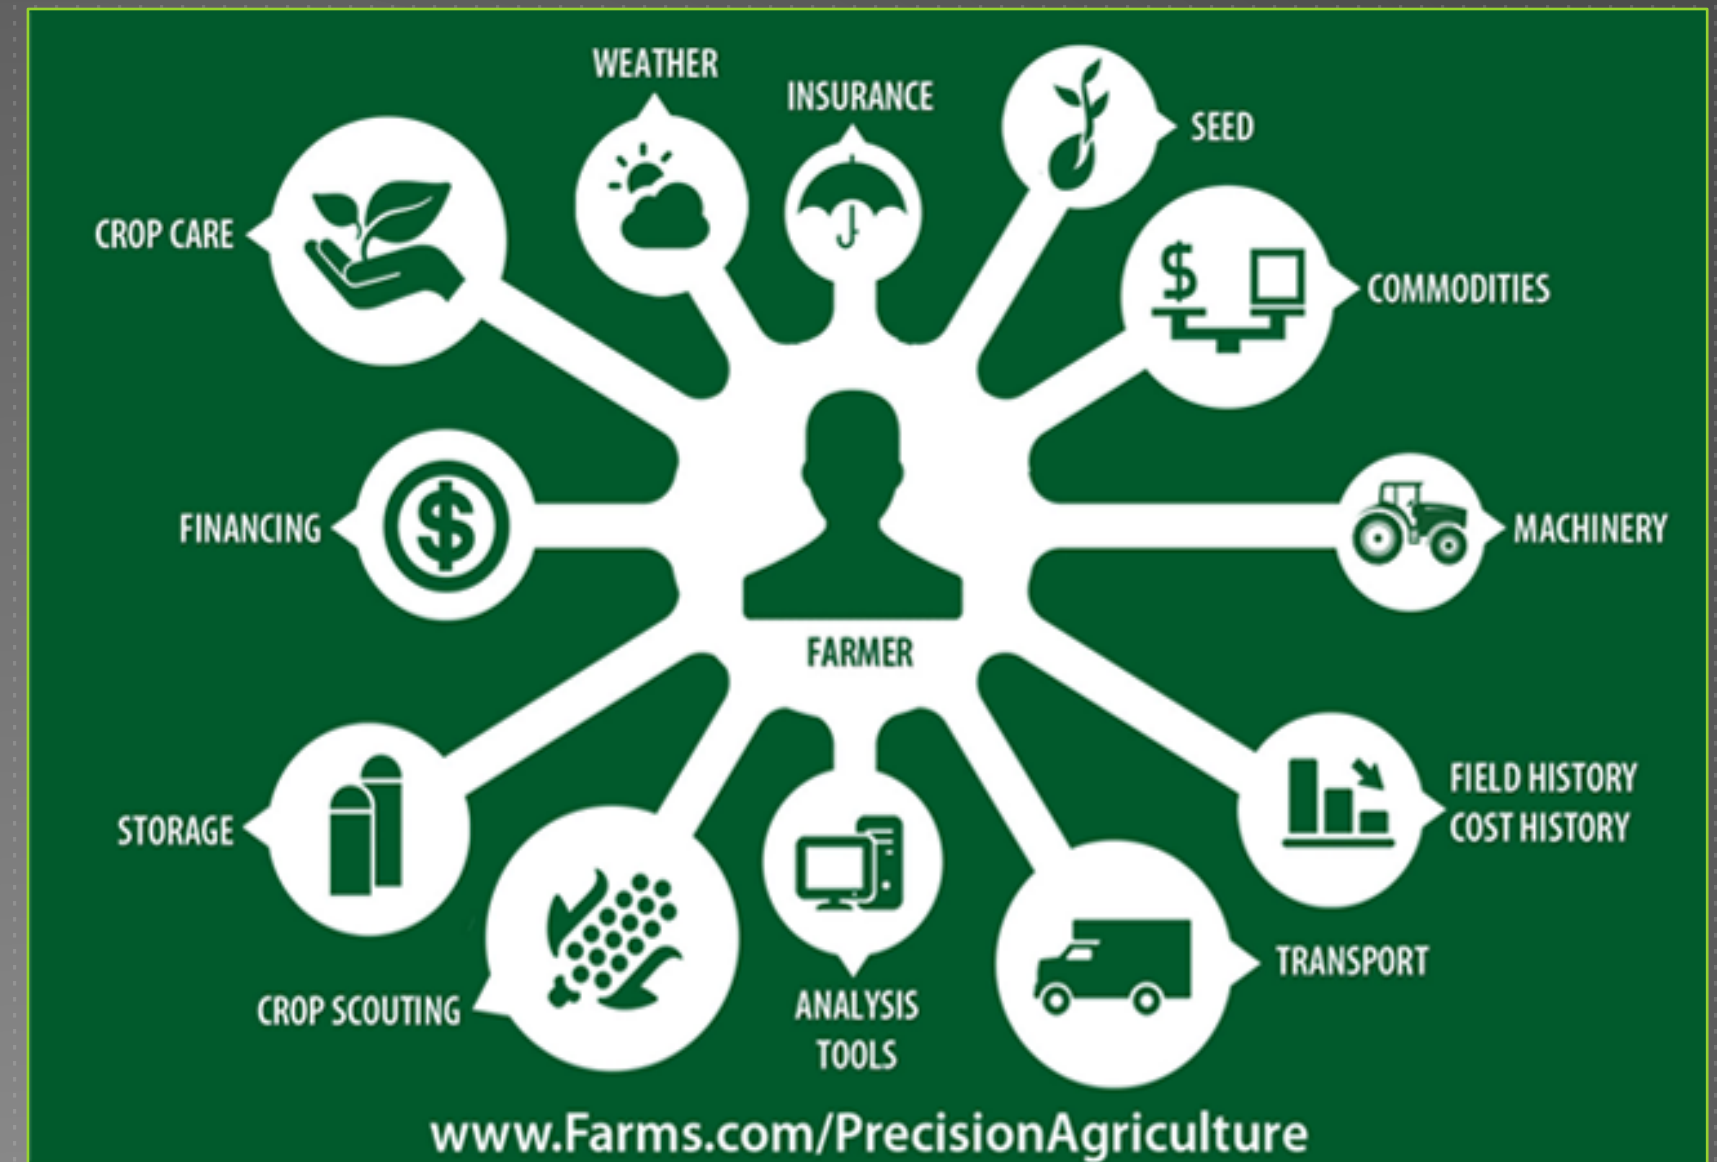 WEATHER
INSURANCE
SEED
CROP CARE
$
COMMODITIES
FINANCING
$
MACHINERY
FARMER
STORAGE
FIELD HISTORY
COST HISTORY
CROP SCOUTING
ANALYSIS
TOOLS
TRANSPORT
www.Farms.com/PrecisionAgriculture